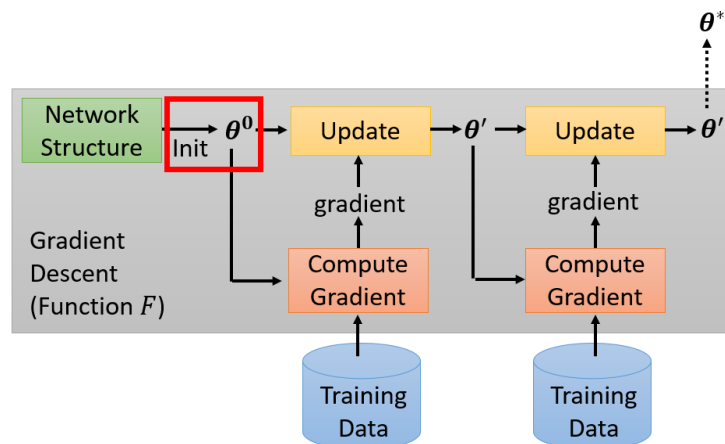 θ*
Network
Structure
Init
θ⁰
Update
θ'
Update
θ'
gradient
gradient
Gradient
Descent
(Function F)
Compute
Gradient
Compute
Gradient
Training
Data
Training
Data